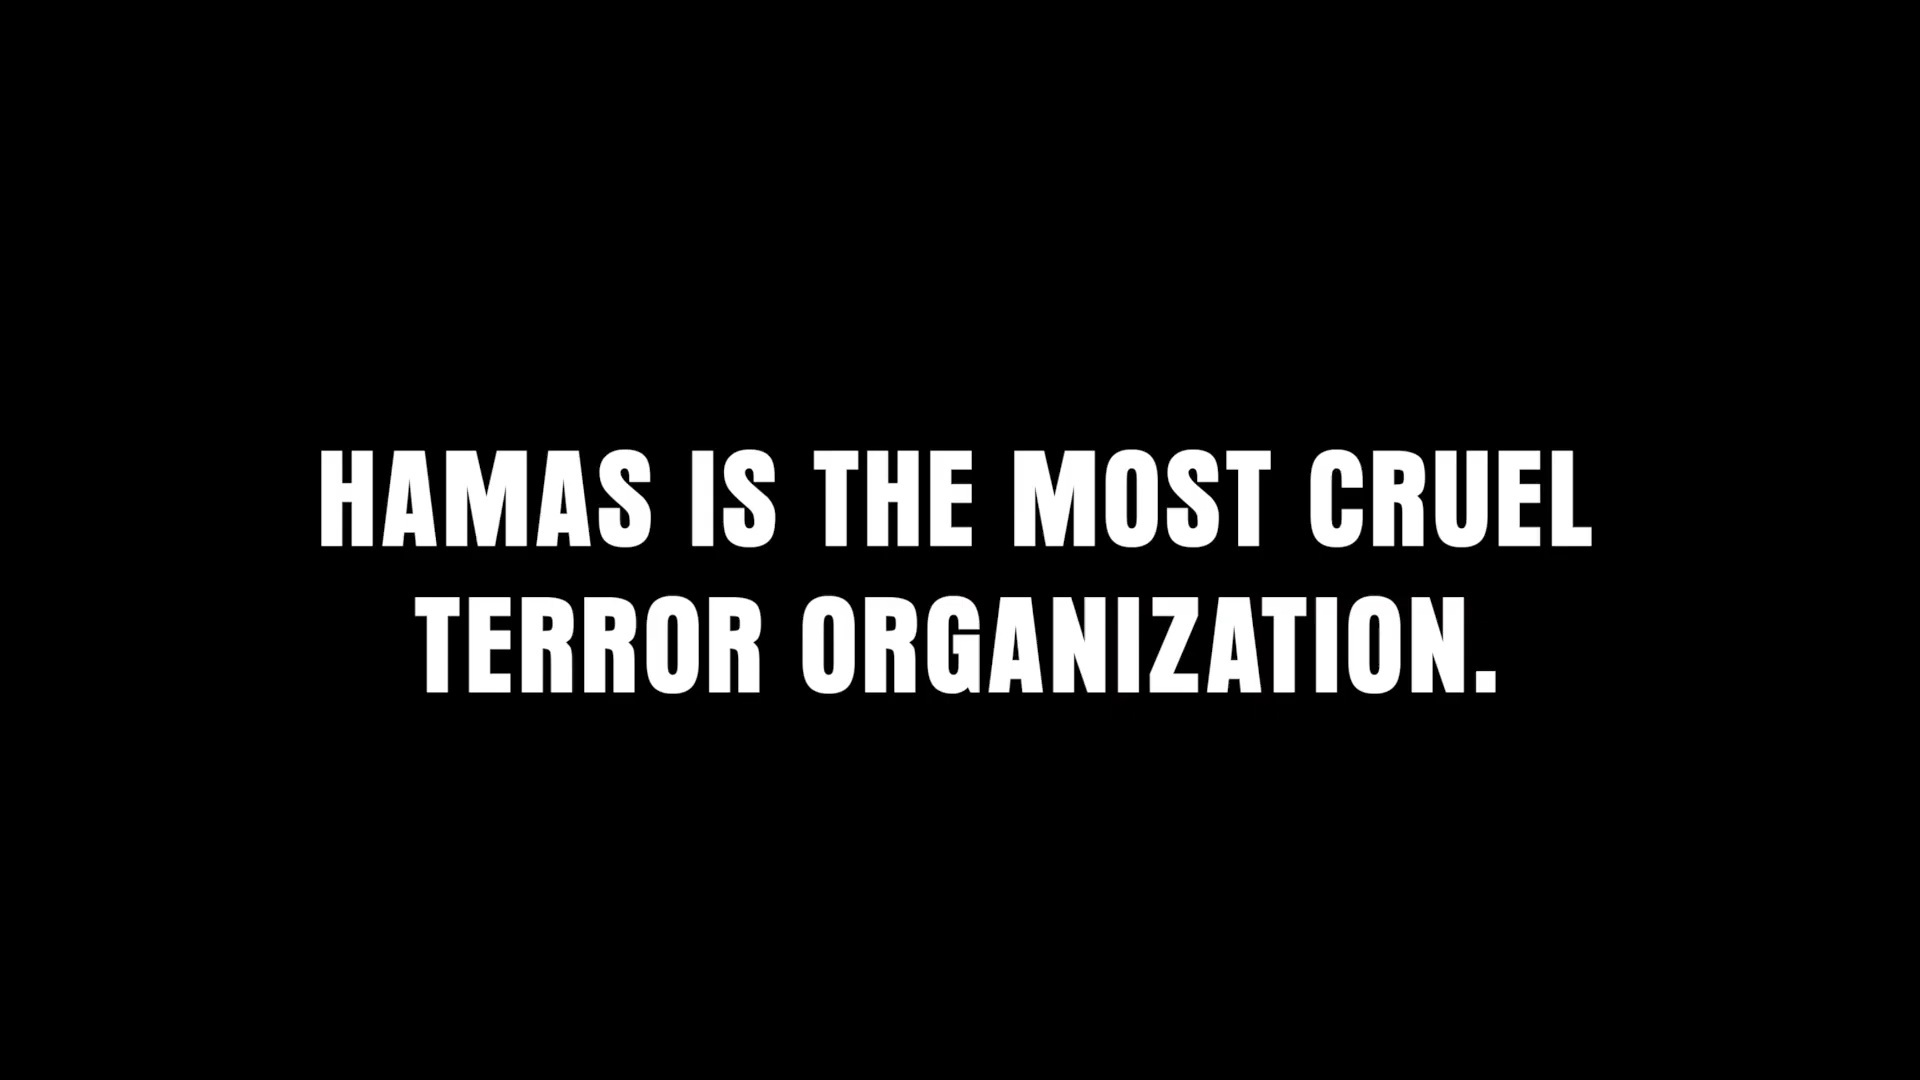 HAMAS IS THE MOST CRUEL
TERROR ORGANIZATION.